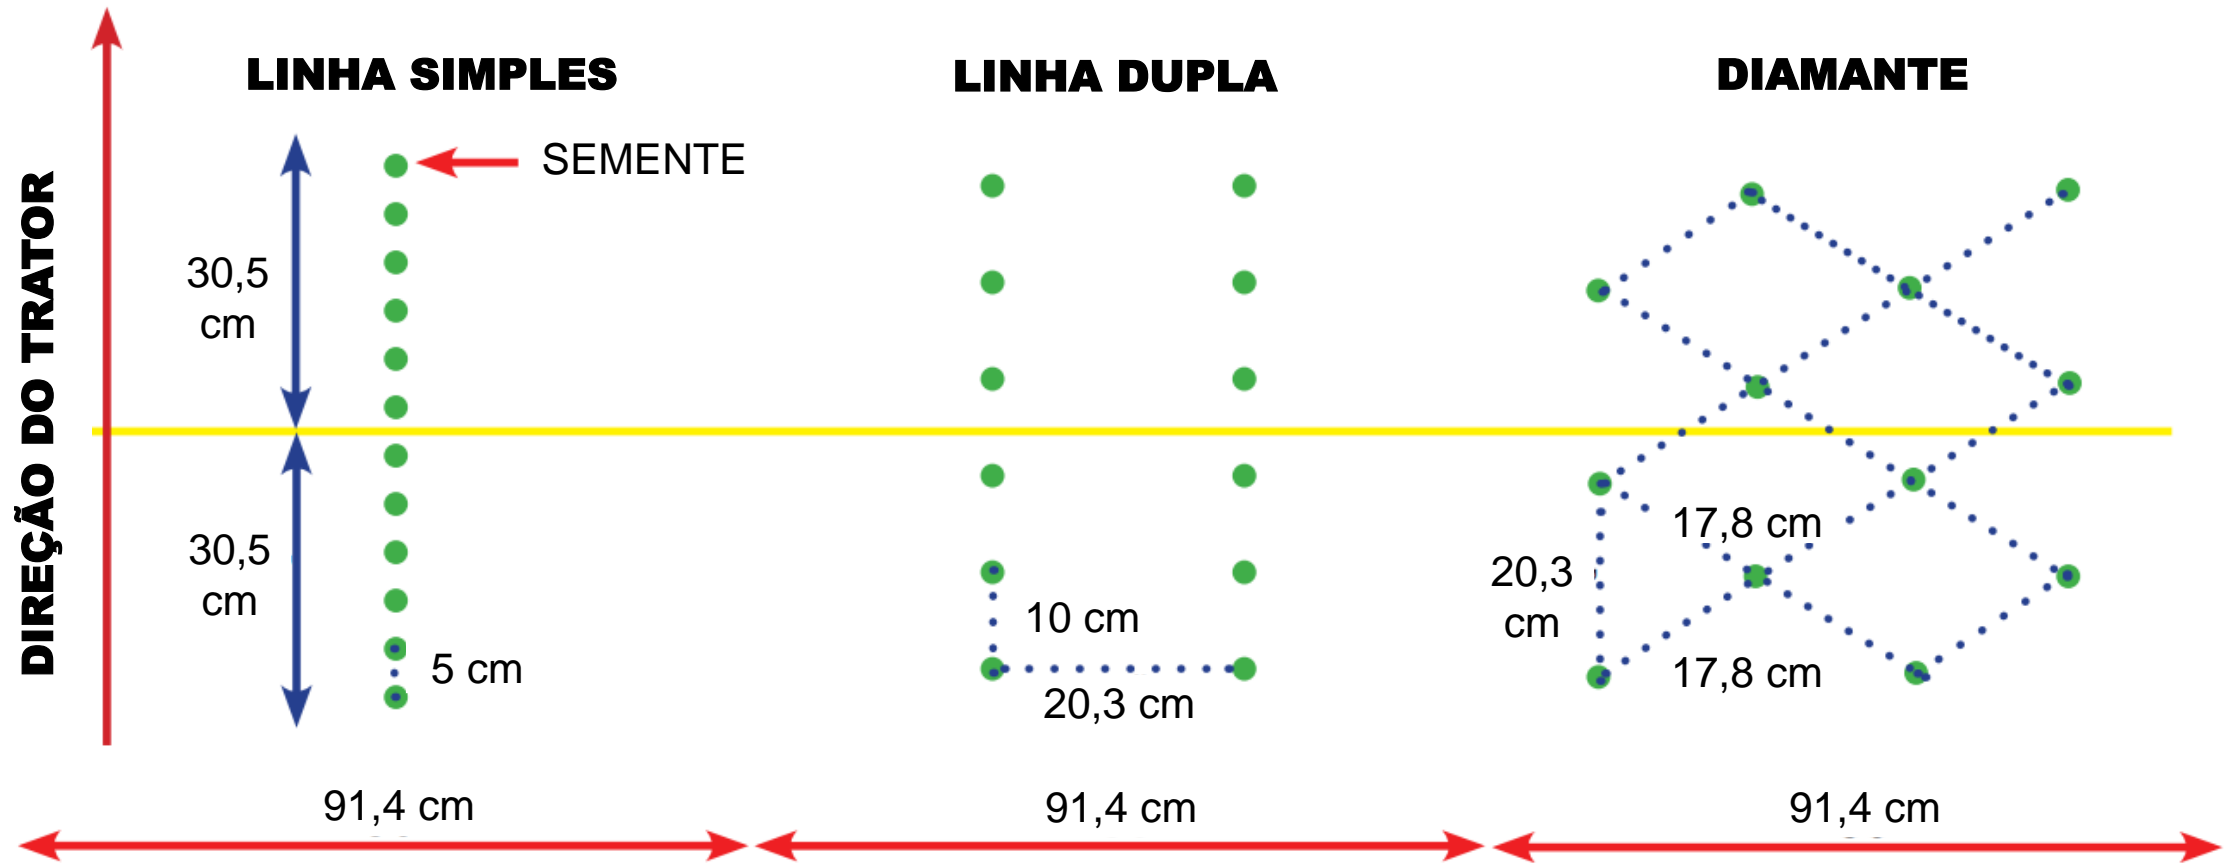 LINHA SIMPLES
LINHA DUPLA
DIAMANTE
DIREÇÃO DO TRATOR
SEMENTE
30,5
cm
30,5
cm
5 cm
10 cm
20,3 cm
17,8 cm
20,3
cm
17,8 cm
91,4 cm
91,4 cm
91,4 cm